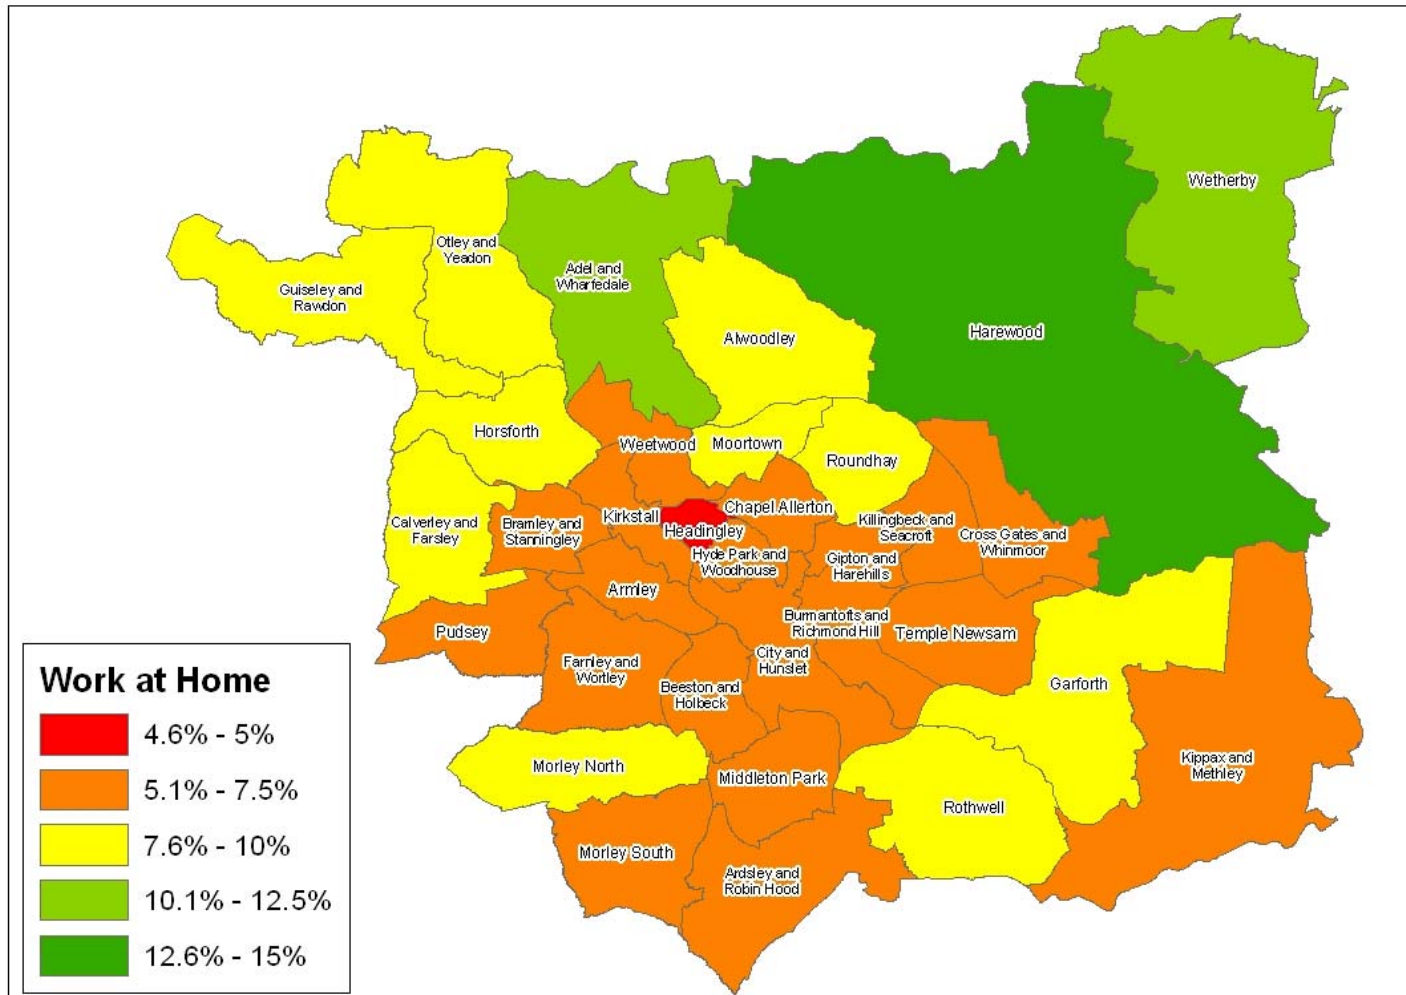 Wetherby
Otley and
Yeadon
Adel and
Wharfedale
Guiseley and
Rawdon
Harewood
Alwoodley
Horsforth
Weetwood
Moortown
Roundhay
Calverley and
Farsley
Bramley and
Stanningley
Kirkstall
Headingley
Chapel Allerton
Killingbeck and
Seacroft
Cross Gates and
Whinmoor
Hyde Park and
Woodhouse
Gipton and
Harehills
Armley
Burmantofts and
Richmond Hill
Temple Newsam
Pudsey
Farnley and
Wortley
City and
Hunslet
Beeston and
Holbeck
Garforth
Morley North
Middleton Park
Kippax and
Methley
Rothwell
Morley South
Ardsley and
Robin Hood
Work at Home
4.6% - 5%
5.1% - 7.5%
7.6% - 10%
10.1% - 12.5%
12.6% - 15%